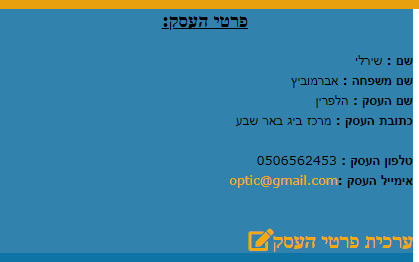 פרטי העסק:
שם : שירלי
שם משפחה : אברמוביץ
שם העסק : הלפרין
כתובת העסק : מרכז ביג באר שבע
טלפון העסק : 0506562453
אימייל העסק :optic@gmail.com
ערכית פרטי העסק